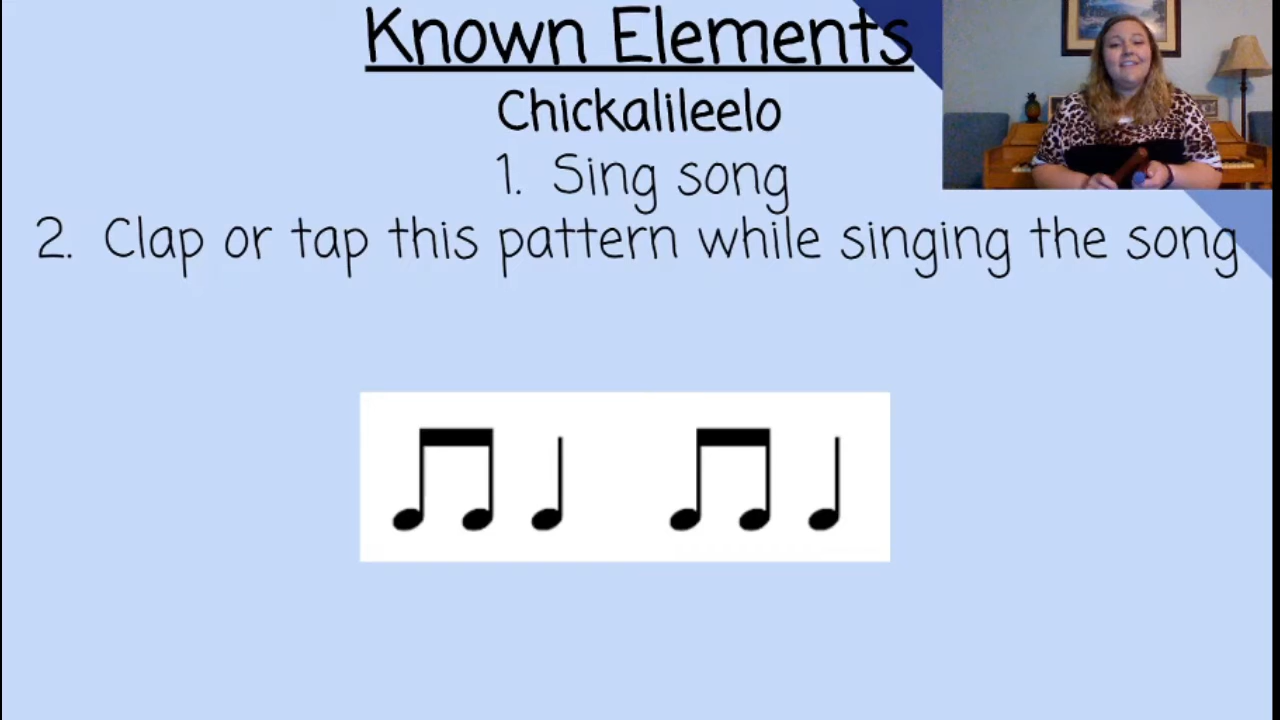 Known Elements
Chickalileelo
1. Sing song
2. Clap or tap this pattern while singing the song